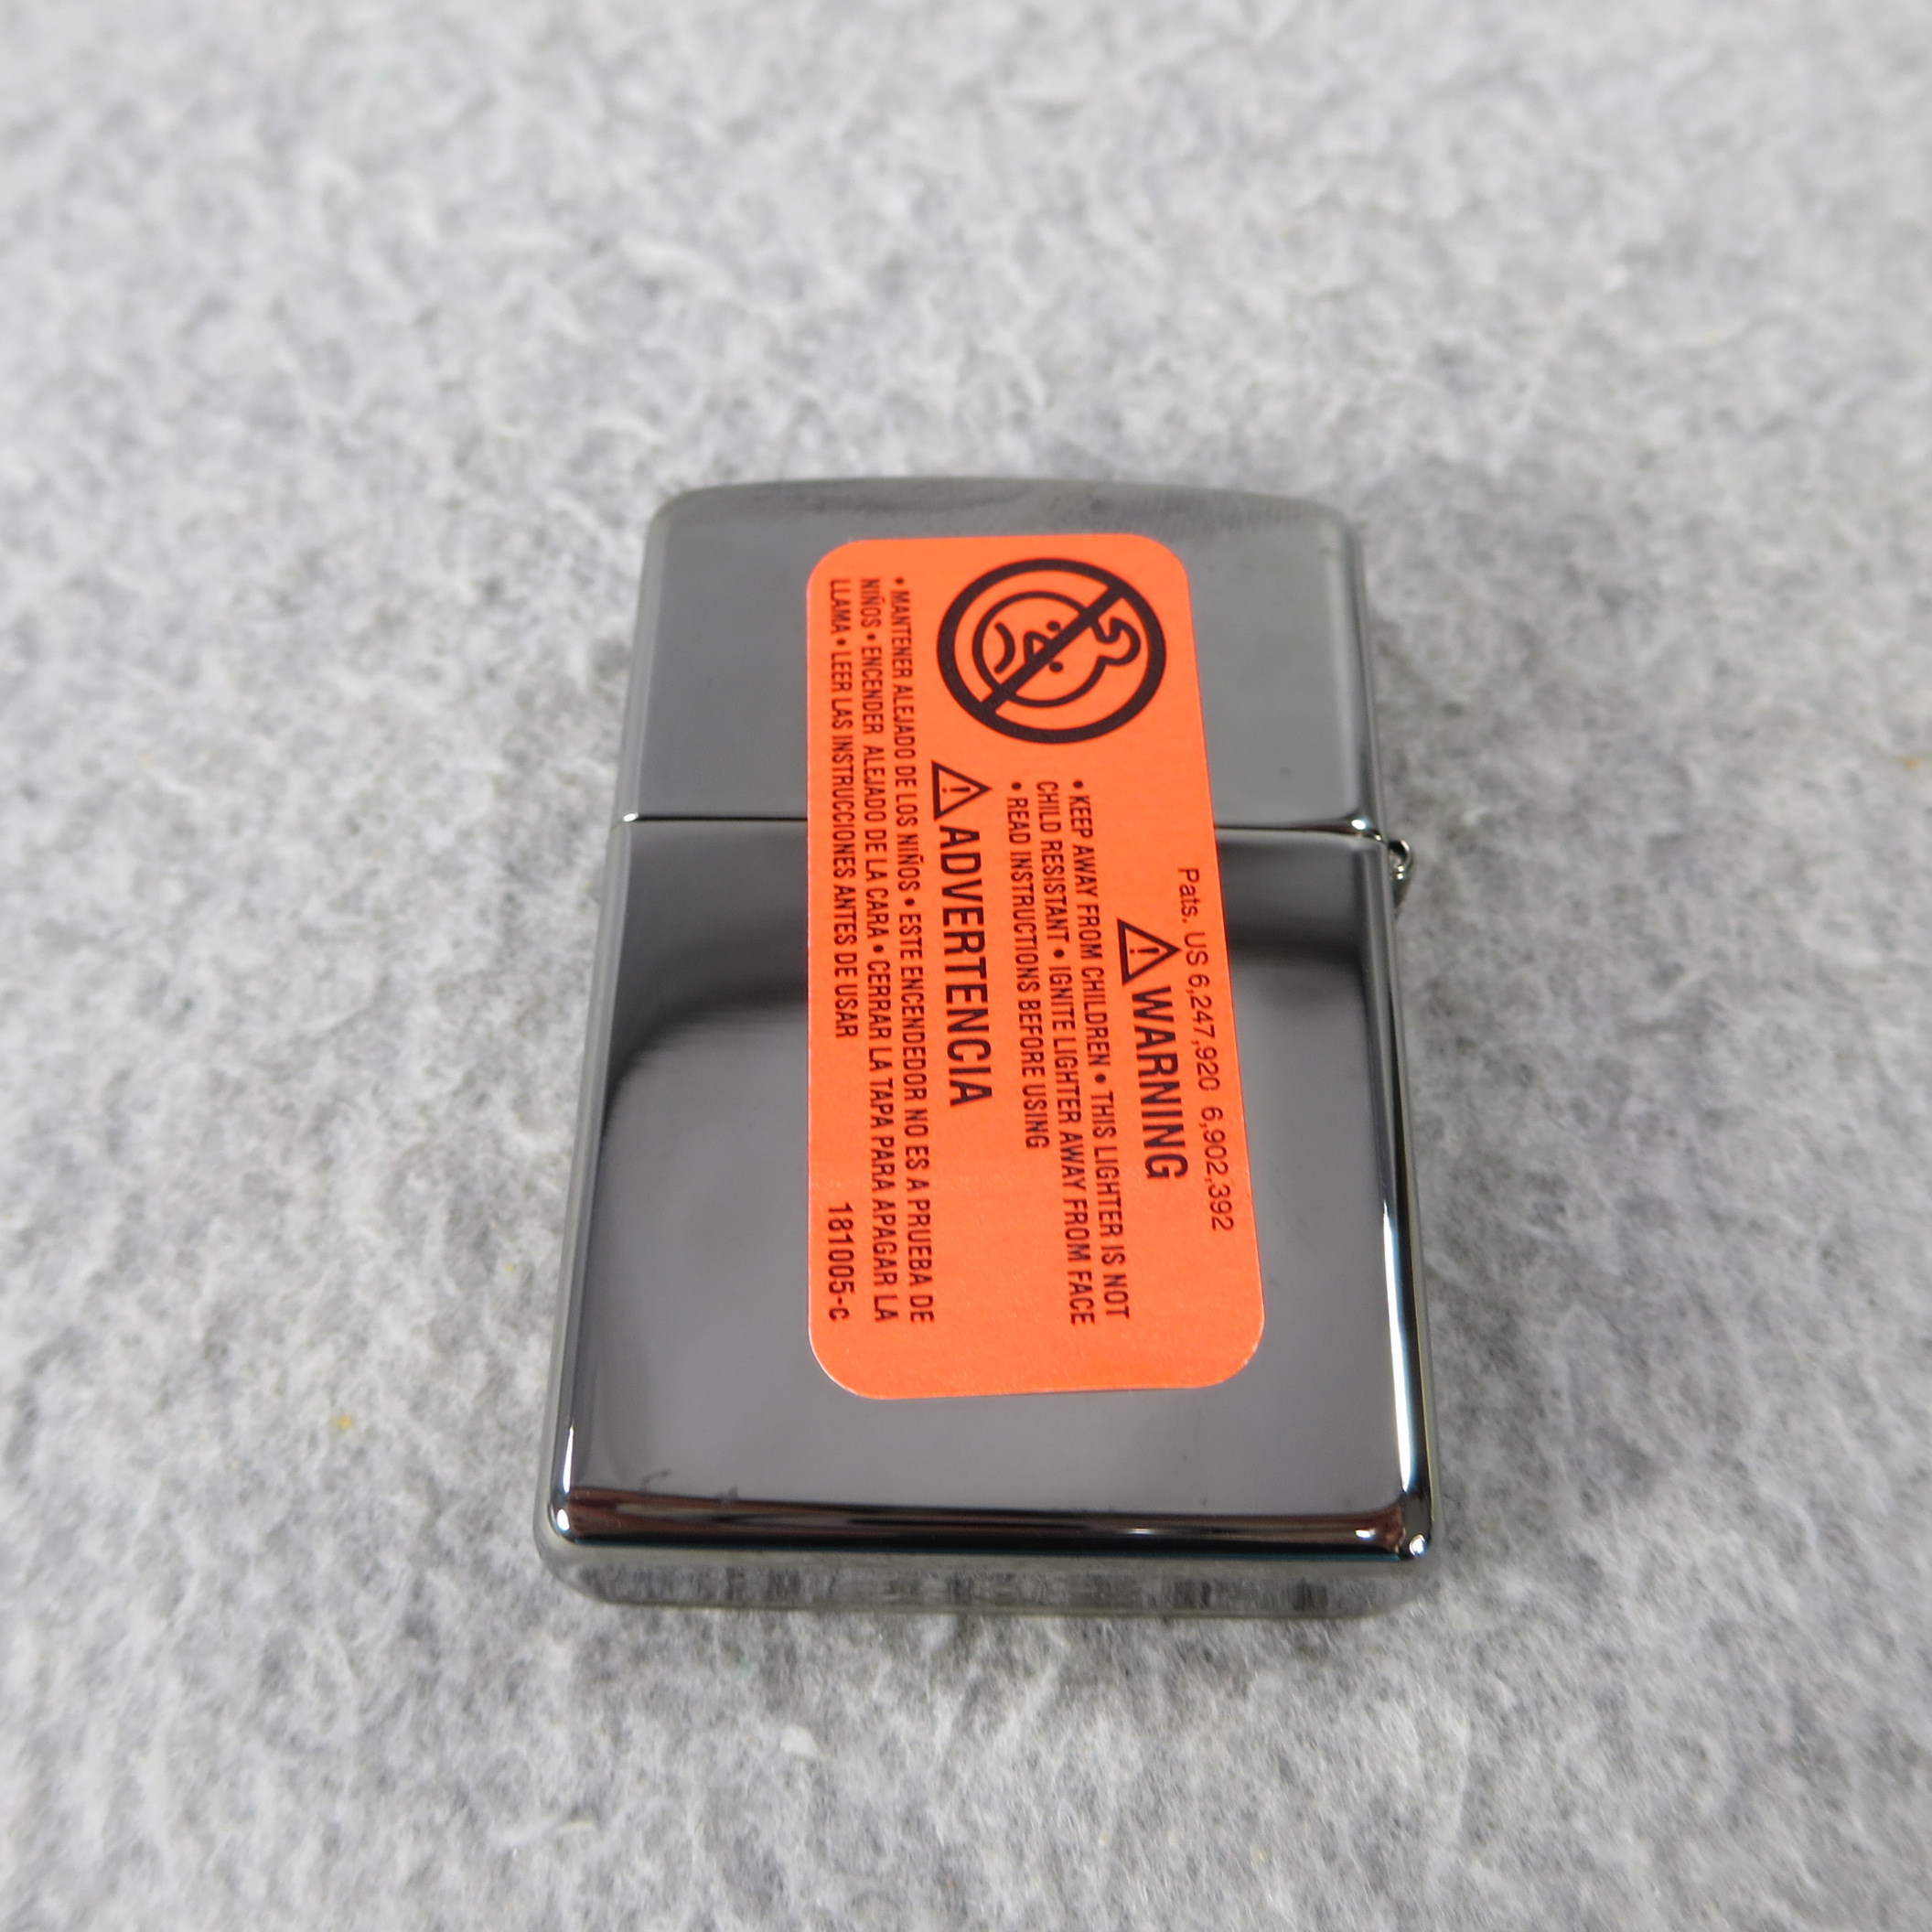 Pats. US 6,247,920 6,902,392
WARNING
• KEEP AWAY FROM CHILDREN • THIS LIGHTER IS NOT
CHILD RESISTANT • IGNITE LIGHTER AWAY FROM FACE
• READ INSTRUCTIONS BEFORE USING
ADVERTENCIA
• MANTENER ALEJADO DE LOS NIÑOS • ESTE ENCENDEDOR NO ES A PRUEBA DE
NIÑOS • ENCENDER ALEJADO DE LA CARA • CERRAR LA TAPA PARA APAGAR LA
LLAMA • LEER LAS INSTRUCCIONES ANTES DE USAR 181005-c